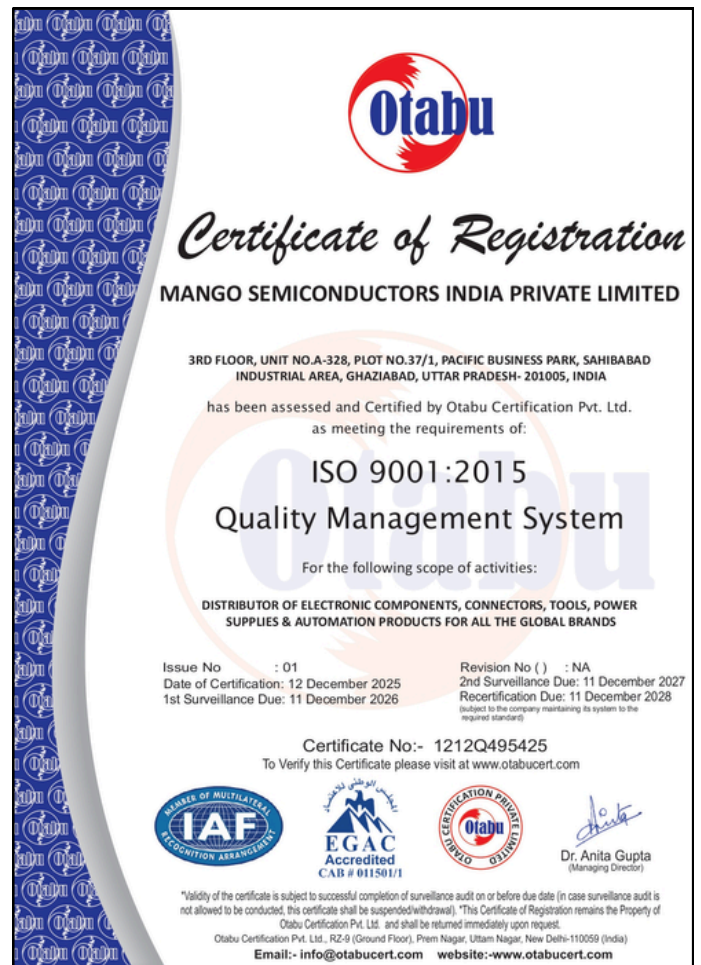 Otabu
Certificate of Registration
MANGO SEMICONDUCTORS INDIA PRIVATE LIMITED
3RD FLOOR, UNIT NO.A-328, PLOT NO.37/1, PACIFIC BUSINESS PARK, SAHIBABAD
INDUSTRIAL AREA, GHAZIABAD, UTTAR PRADESH- 201005, INDIA
has been assessed and Certified by Otabu Certification Pvt. Ltd.
as meeting the requirements of:
ISO 9001:2015
Quality Management System
For the following scope of activities:
DISTRIBUTOR OF ELECTRONIC COMPONENTS, CONNECTORS, TOOLS, POWER
SUPPLIES & AUTOMATION PRODUCTS FOR ALL THE GLOBAL BRANDS
Issue No : 01
Date of Certification: 12 December 2025
1st Surveillance Due: 11 December 2026
Revision No ( ) : NA
2nd Surveillance Due: 11 December 2027
Recertification Due: 11 December 2028
(subject to the company maintaining its system to the
required standard)
Certificate No:- 1212Q495425
To Verify this Certificate please visit at www.otabucert.com
MEMBER OF MULTILATERAL
IAF
RECOGNITION ARRANGEMENT
المجلس الوطني للاعتماد
EGAC
Accredited
CAB # 011501/1
OTABU CERTIFICATION PRIVATE LIMITED
Otabu
Dr. Anita Gupta
(Managing Director)
"Validity of the certificate is subject to successful completion of surveillance audit on or before due date (in case surveillance audit is
not allowed to be conducted, this certificate shall be suspended/withdrawal). "This Certificate of Registration remains the Property of
Otabu Certification Pvt. Ltd. and shall be returned immediately upon request.
Otabu Certification Pvt. Ltd., RZ-9 (Ground Floor), Prem Nagar, Uttam Nagar, New Delhi-110059 (India)
Email:- info@otabucert.com website:-www.otabucert.com